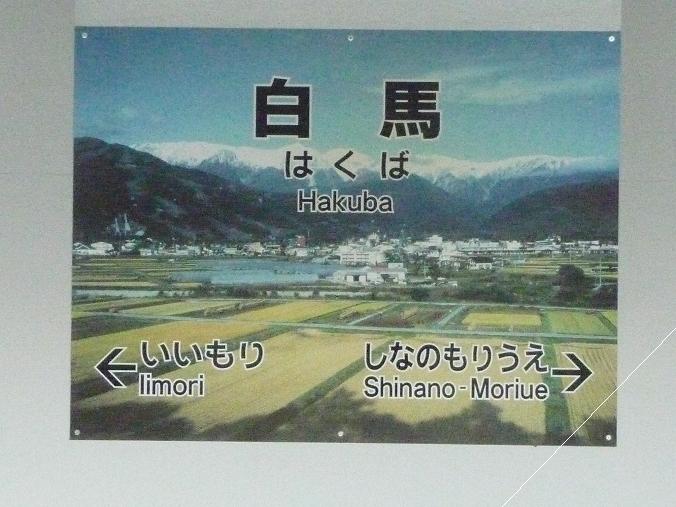 白馬
はくば
Hakuba
← いいもり しなのもりうえ →
Iimori Shinano-Moriue